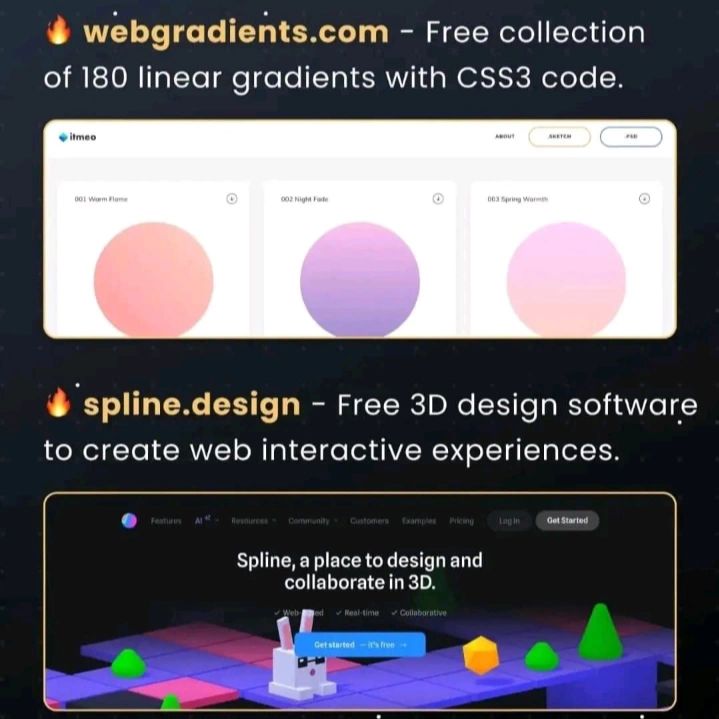 🔥 webgradients.com - Free collection
of 180 linear gradients with CSS3 code.
itmeo
ABOUT .SKETCH .PSD
001 Warm Flame
002 Night Fade
003 Spring Warmth
🔥 spline.design - Free 3D design software
to create web interactive experiences.
Features AI Resources Community Customers Examples Pricing Log in Get Started
Spline, a place to design and
collaborate in 3D.
✓ Real-time ✓ Collaborative
Get started — it's free →